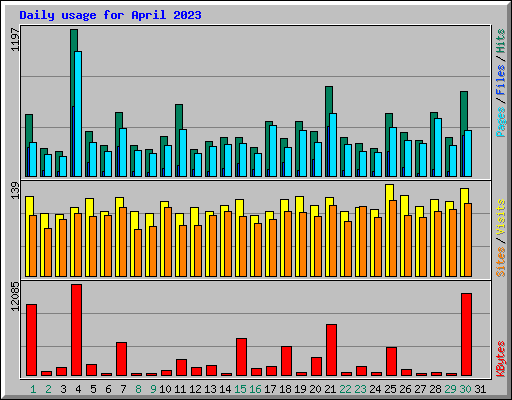 Daily usage for April 2023
1197
Pages / Files / Hits
139
Sites / Visits
12085
KBytes
1 2 3 4 5 6 7 8 9 10 11 12 13 14 15 16 17 18 19 20 21 22 23 24 25 26 27 28 29 30 31